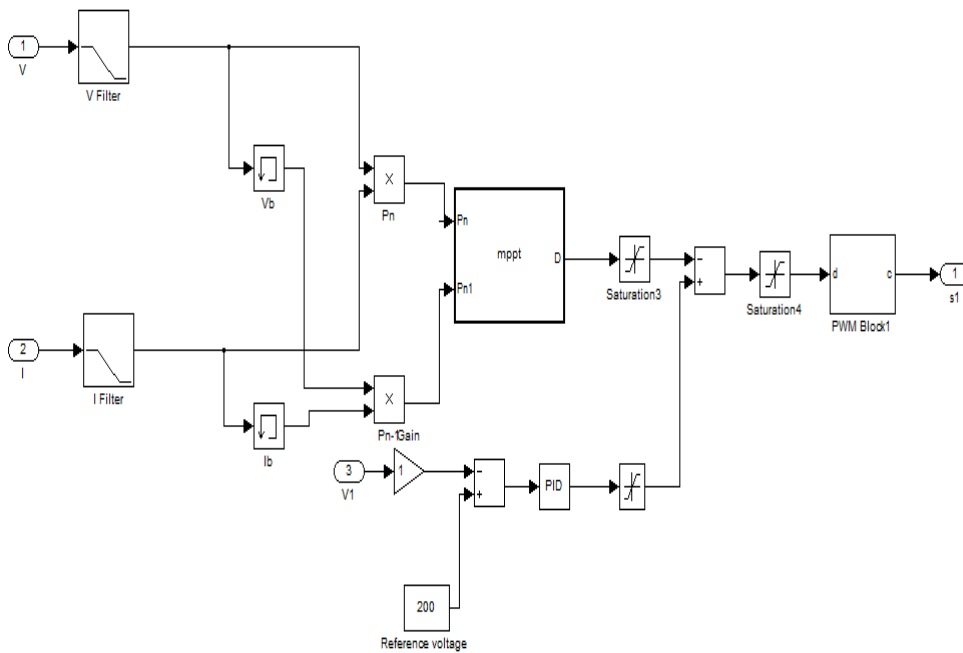 1
V
V Filter
Vb
×
Pn
Pn
mppt
D
Pn1
Saturation3
−
+
Saturation4
d
c
PWM Block1
1
s1
2
I
I Filter
Ib
×
Pn-1Gain
3
V1
1
−
+
PID
200
Reference voltage